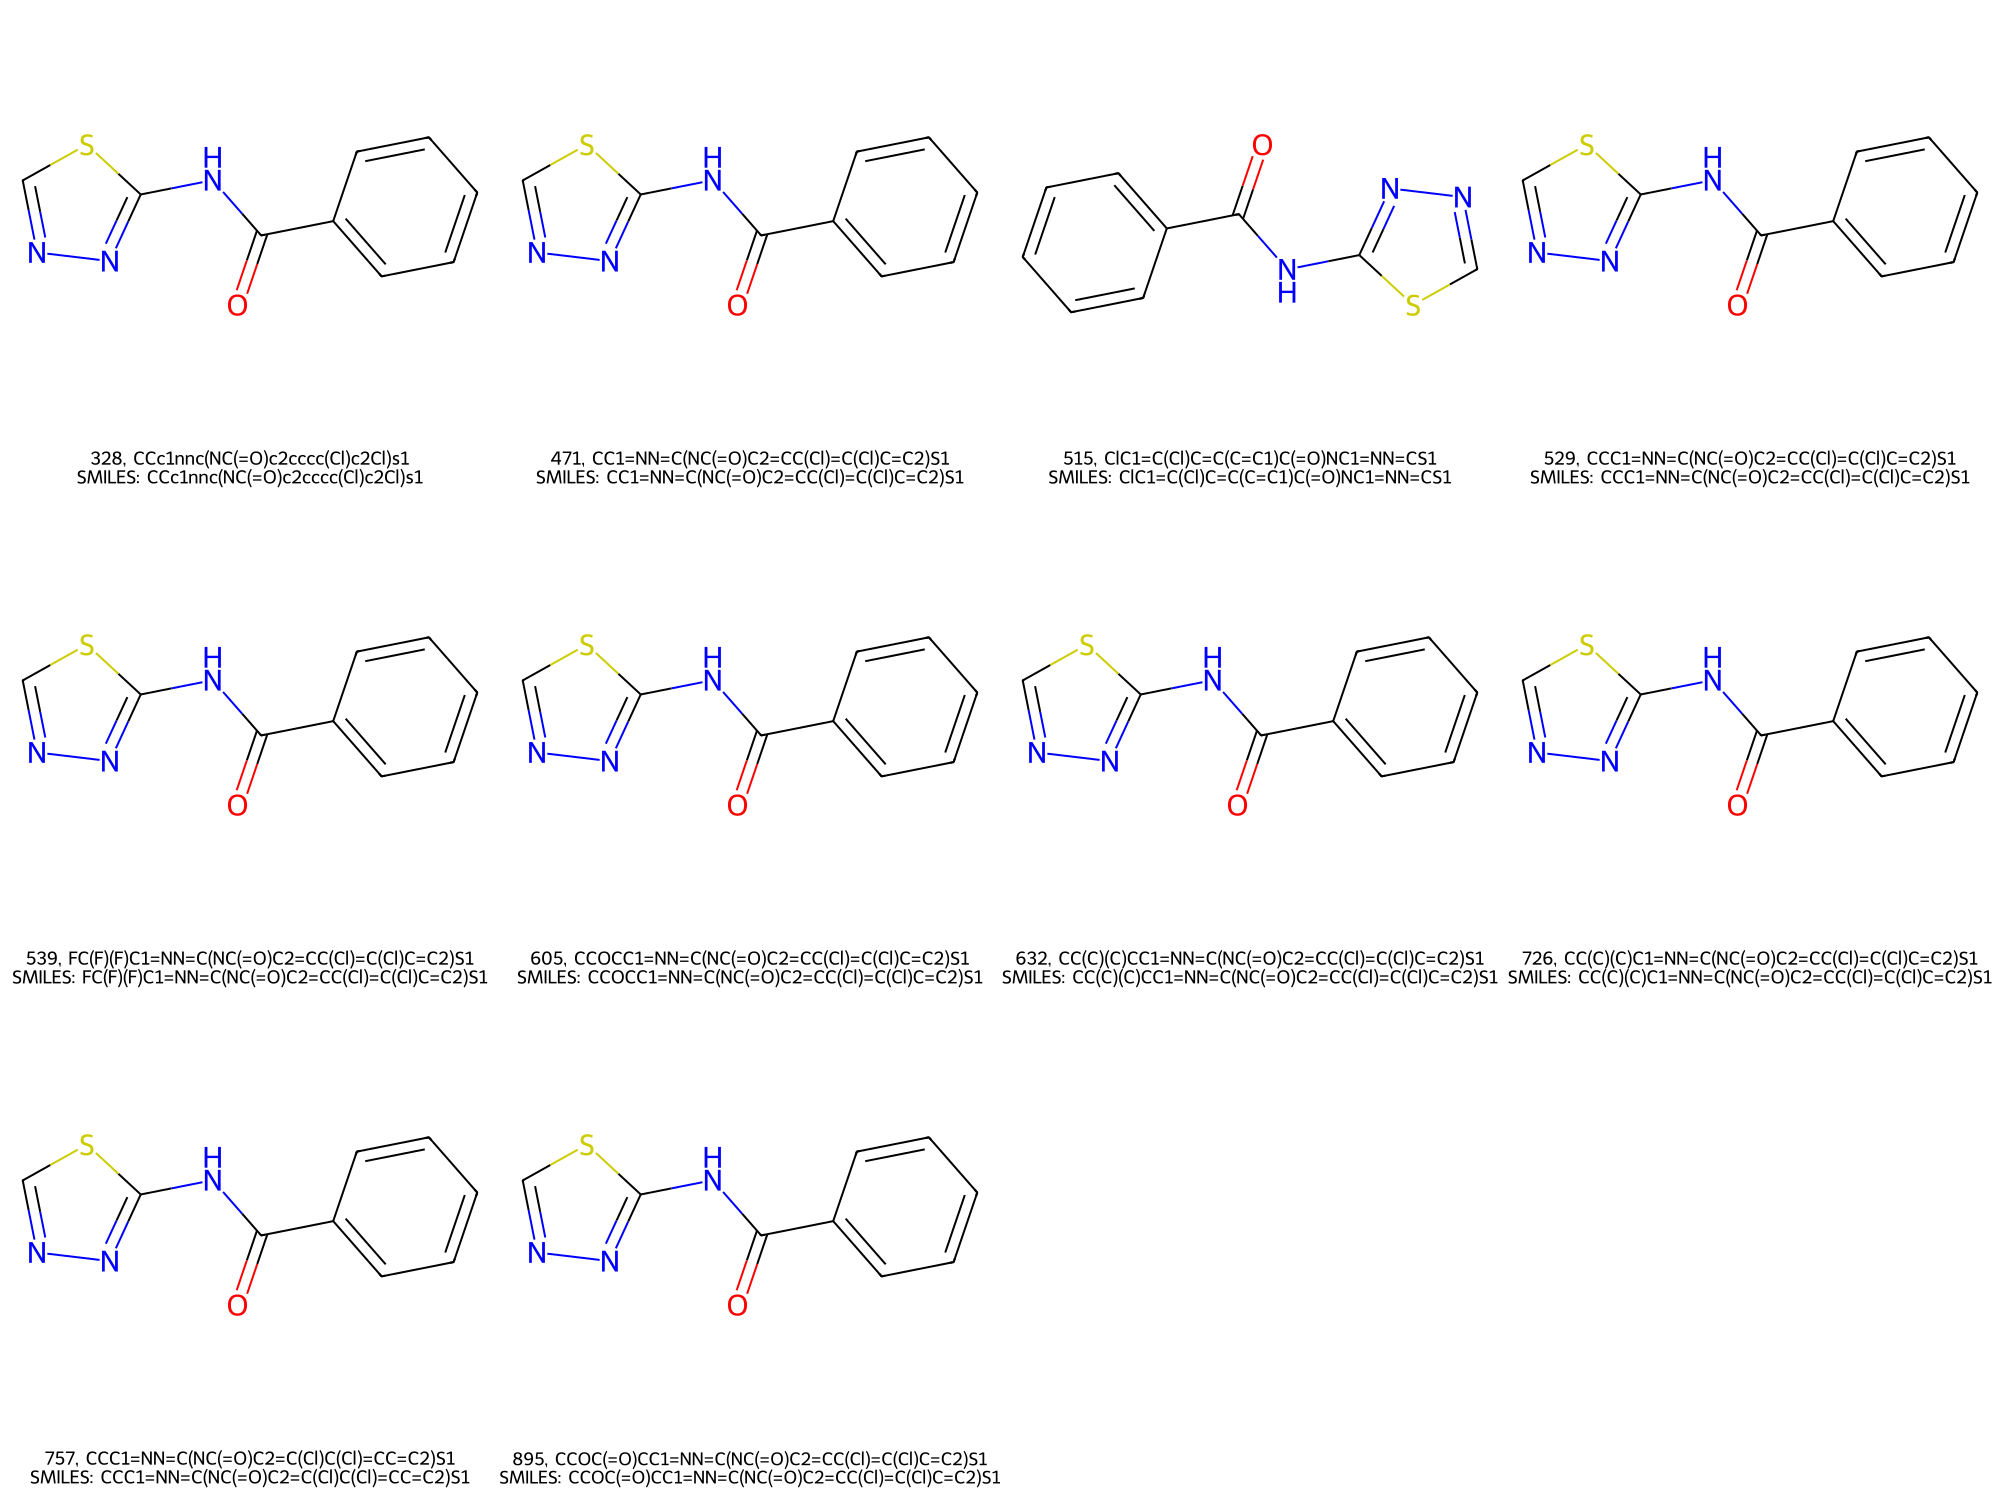 S
H
N
N
N
O
328, CCc1nnc(NC(=O)c2cccc(Cl)c2Cl)s1
SMILES: CCc1nnc(NC(=O)c2cccc(Cl)c2Cl)s1
S
H
N
N
N
O
471, CC1=NN=C(NC(=O)C2=CC(Cl)=C(Cl)C=C2)S1
SMILES: CC1=NN=C(NC(=O)C2=CC(Cl)=C(Cl)C=C2)S1
O
N
N
N
H
S
515, ClC1=C(Cl)C=C(C=C1)C(=O)NC1=NN=CS1
SMILES: ClC1=C(Cl)C=C(C=C1)C(=O)NC1=NN=CS1
S
H
N
N
N
O
529, CCC1=NN=C(NC(=O)C2=CC(Cl)=C(Cl)C=C2)S1
SMILES: CCC1=NN=C(NC(=O)C2=CC(Cl)=C(Cl)C=C2)S1
S
H
N
N
N
O
539, FC(F)(F)C1=NN=C(NC(=O)C2=CC(Cl)=C(Cl)C=C2)S1
SMILES: FC(F)(F)C1=NN=C(NC(=O)C2=CC(Cl)=C(Cl)C=C2)S1
S
H
N
N
N
O
605, CCOCC1=NN=C(NC(=O)C2=CC(Cl)=C(Cl)C=C2)S1
SMILES: CCOCC1=NN=C(NC(=O)C2=CC(Cl)=C(Cl)C=C2)S1
S
H
N
N
N
O
632, CC(C)(C)CC1=NN=C(NC(=O)C2=CC(Cl)=C(Cl)C=C2)S1
SMILES: CC(C)(C)CC1=NN=C(NC(=O)C2=CC(Cl)=C(Cl)C=C2)S1
S
H
N
N
N
O
726, CC(C)(C)C1=NN=C(NC(=O)C2=CC(Cl)=C(Cl)C=C2)S1
SMILES: CC(C)(C)C1=NN=C(NC(=O)C2=CC(Cl)=C(Cl)C=C2)S1
S
H
N
N
N
O
757, CCC1=NN=C(NC(=O)C2=C(Cl)C(Cl)=CC=C2)S1
SMILES: CCC1=NN=C(NC(=O)C2=C(Cl)C(Cl)=CC=C2)S1
S
H
N
N
N
O
895, CCOC(=O)CC1=NN=C(NC(=O)C2=CC(Cl)=C(Cl)C=C2)S1
SMILES: CCOC(=O)CC1=NN=C(NC(=O)C2=CC(Cl)=C(Cl)C=C2)S1